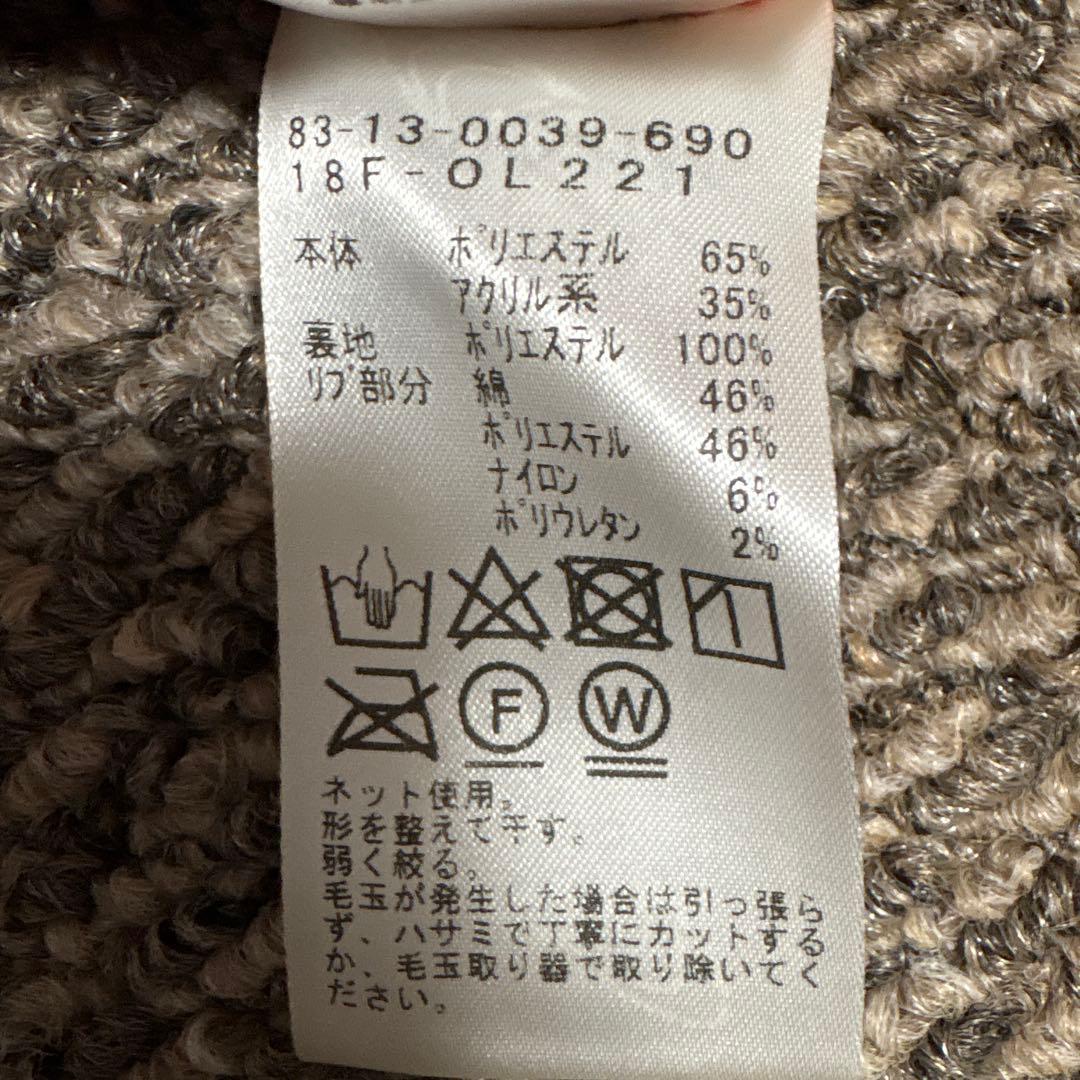 83-13-0039-690
18F-OL221
本体 ポリエステル 65%
アクリル系 35%
裏地 ポリエステル 100%
リブ部分 綿 46%
ポリエステル 46%
ナイロン 6%
ポリウレタン 2%
F W
ネット使用。
形を整えて干す。
弱く絞る。
毛玉が発生した場合は引っ張ら
ず、ハサミで丁寧にカットする
か、毛玉取り器で取り除いてく
ださい。